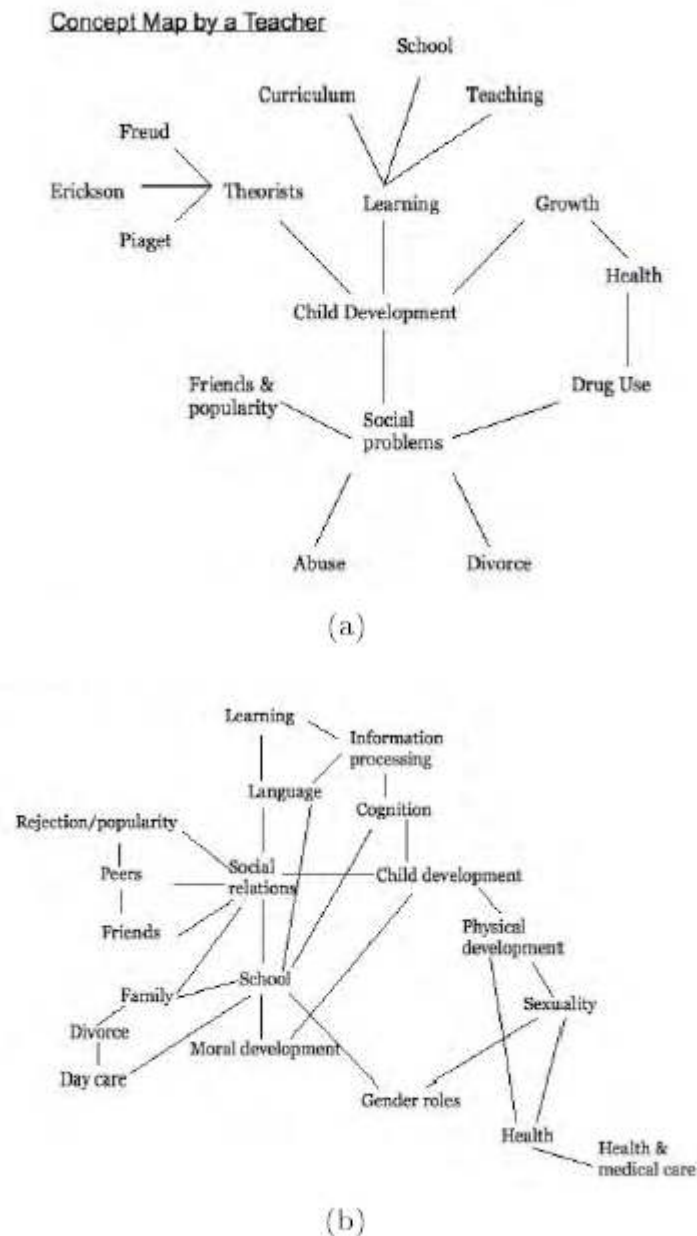 Concept Map by a Teacher
School
Curriculum
Teaching
Freud
Erickson
Theorists
Learning
Growth
Piaget
Health
Child Development
Friends &
popularity
Drug Use
Social
problems
Abuse
Divorce
(a)
Learning
Information
processing
Language
Cognition
Rejection/popularity
Social
relations
Peers
Child development
Friends
Physical
development
School
Family
Sexuality
Divorce
Moral development
Day care
Gender roles
Health
Health &
medical care
(b)